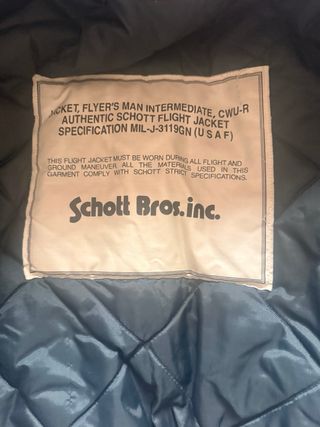 JACKET, FLYER'S MAN INTERMEDIATE, CWU-R
AUTHENTIC SCHOTT FLIGHT JACKET
SPECIFICATION MIL-J-3119GN (U S A F)
THIS FLIGHT JACKET MUST BE WORN DURING ALL FLIGHT AND
GROUND MANEUVER. ALL THE MATERIALS USED IN THIS
GARMENT COMPLY WITH SCHOTT STRICT SPECIFICATIONS.
Schott Bros.inc.